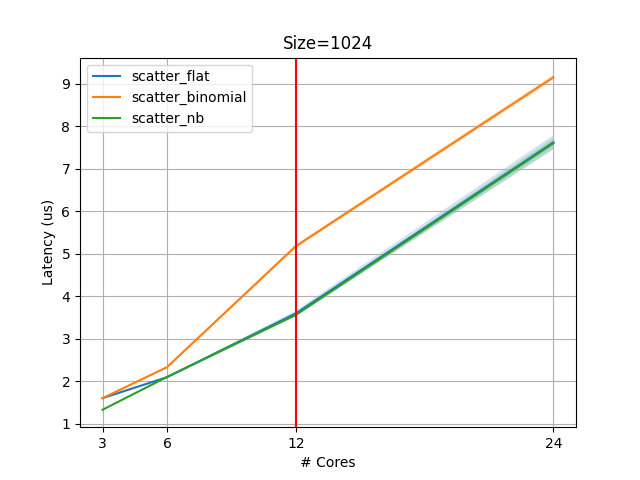 Size=1024
scatter_flat
scatter_binomial
scatter_nb
Latency (us)
9
8
7
6
5
4
3
2
1
3 6 12 24
# Cores